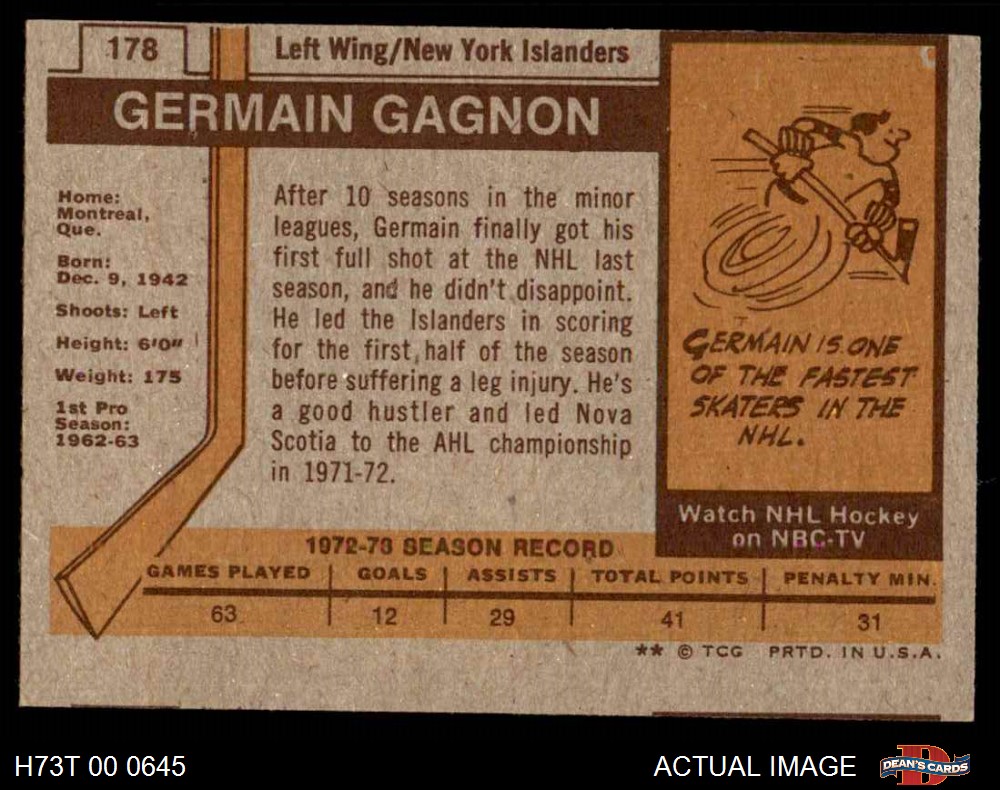 178
Left Wing/New York Islanders
GERMAIN GAGNON
Home:
Montreal,
Que.
Born:
Dec. 9, 1942
Shoots: Left
Height: 6'0"
Weight: 175
1st Pro
Season:
1962-63
After 10 seasons in the minor
leagues, Germain finally got his
first full shot at the NHL last
season, and he didn't disappoint.
He led the Islanders in scoring
for the first half of the season
before suffering a leg injury. He's
a good hustler and led Nova
Scotia to the AHL championship
in 1971-72.
GERMAIN IS ONE
OF THE FASTEST
SKATERS IN THE
NHL.
Watch NHL Hockey
on NBC-TV
1972-73 SEASON RECORD
GAMES PLAYED GOALS ASSISTS TOTAL POINTS PENALTY MIN.
63 12 29 41 31
** © TCG PRTD. IN U.S.A.
H73T 00 0645
ACTUAL IMAGE
D
DEAN'S CARDS